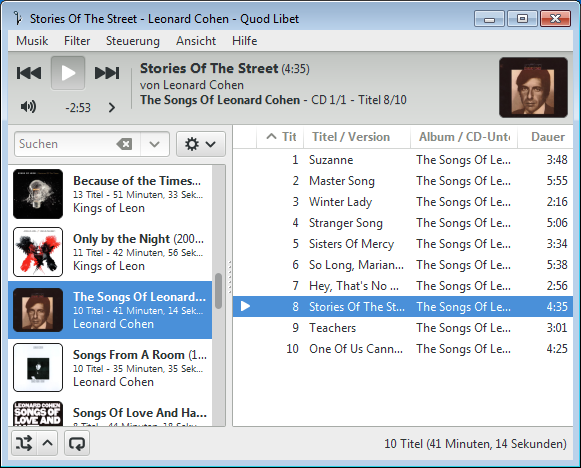 Stories Of The Street - Leonard Cohen - Quod Libet
Musik Filter Steuerung Ansicht Hilfe
Stories Of The Street (4:35)
von Leonard Cohen
The Songs Of Leonard Cohen - CD 1/1 - Titel 8/10
-2:53
Suchen
Because of the Times...
13 Titel - 51 Minuten, 33 Sek...
Kings of Leon
Only by the Night (200...
11 Titel - 42 Minuten, 56 Sek...
Kings of Leon
The Songs Of Leonard...
10 Titel - 41 Minuten, 14 Sek...
Leonard Cohen
Songs From A Room (1...
10 Titel - 35 Minuten, 35 Sek...
Leonard Cohen
LEONARD COHEN
SONGS OF
LOVE AND
Songs Of Love And Ha...
8 Titel - 44 Minuten, 18 Sek...
Tit Titel / Version Album / CD-Unt Dauer
1 Suzanne The Songs Of Le... 3:48
2 Master Song The Songs Of Le... 5:55
3 Winter Lady The Songs Of Le... 2:16
4 Stranger Song The Songs Of Le... 5:06
5 Sisters Of Mercy The Songs Of Le... 3:34
6 So Long, Marian... The Songs Of Le... 5:38
7 Hey, That's No ... The Songs Of Le... 2:56
8 Stories Of The St... The Songs Of Le... 4:35
9 Teachers The Songs Of Le... 3:01
10 One Of Us Cann... The Songs Of Le... 4:25
10 Titel (41 Minuten, 14 Sekunden)